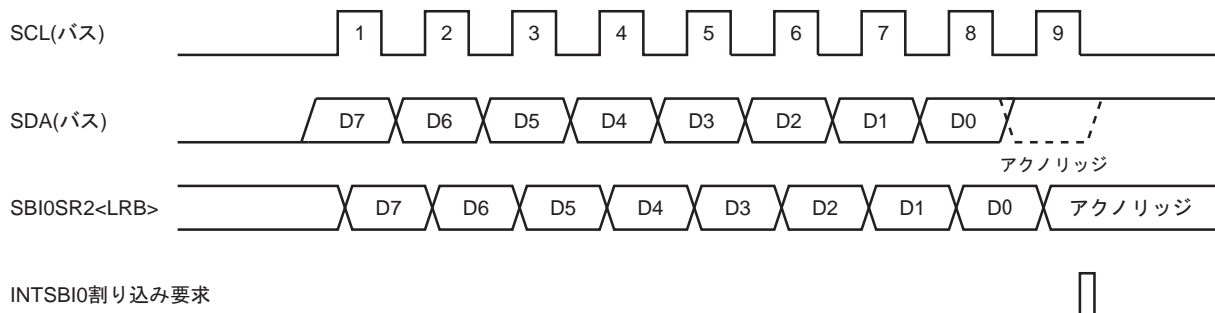 SCL(バス) 1 2 3 4 5 6 7 8 9
SDA(バス) D7 D6 D5 D4 D3 D2 D1 D0
アクノリッジ
SBI0SR2<LRB> D7 D6 D5 D4 D3 D2 D1 D0 アクノリッジ
INTSBI0割り込み要求